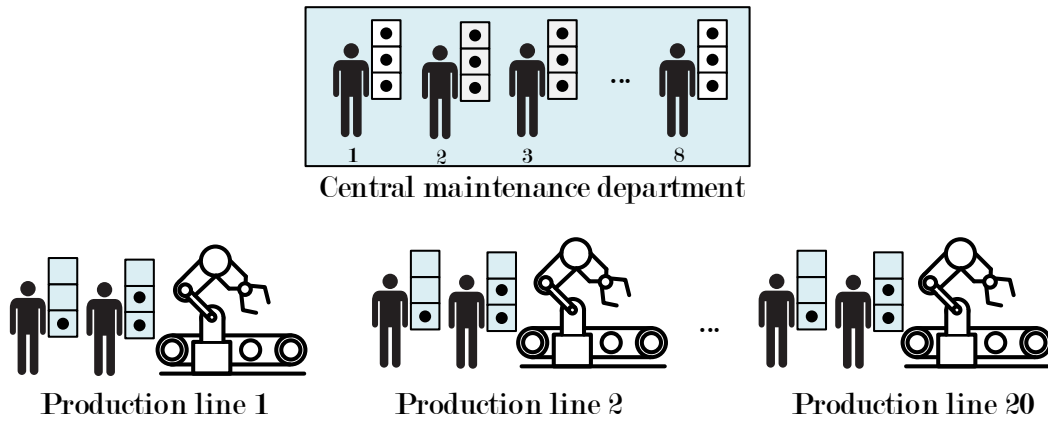 1 2 3 ... 8
Central maintenance department
...
Production line 1
Production line 2
Production line 20